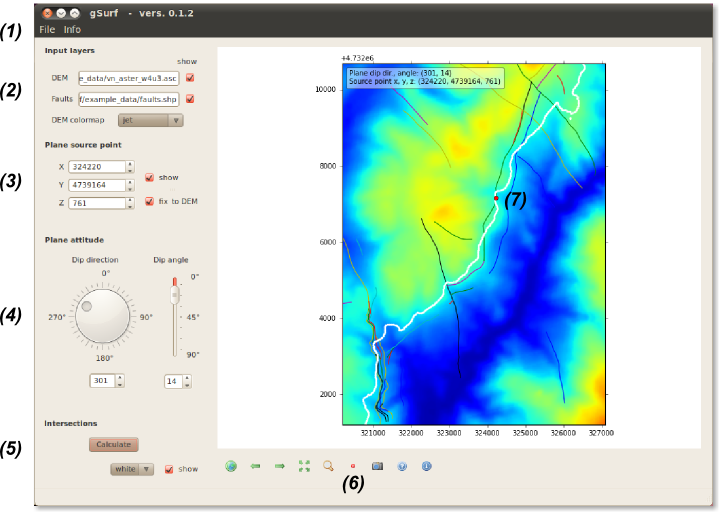 gSurf - vers. 0.1.2
(1)
File Info
Input layers
show
DEM e_data/vn_aster_w4u3.asc
(2)
Faults f/example_data/faults.shp
DEM colormap jet
Plane source point
X 324220
(3)
show
Y 4739164
Z 761
fix to DEM
Plane attitude
Dip direction Dip angle
0° 0°
(4)
270° 90° 45°
180° 90°
301 14
Intersections
(5)
Calculate
white show
+4.732e6
Plane dip dir., angle: (301, 14)
Source point x, y, z: (324220, 4739164, 761)
10000
8000
(7)
6000
4000
2000
321000 322000 323000 324000 325000 326000 327000
(6)